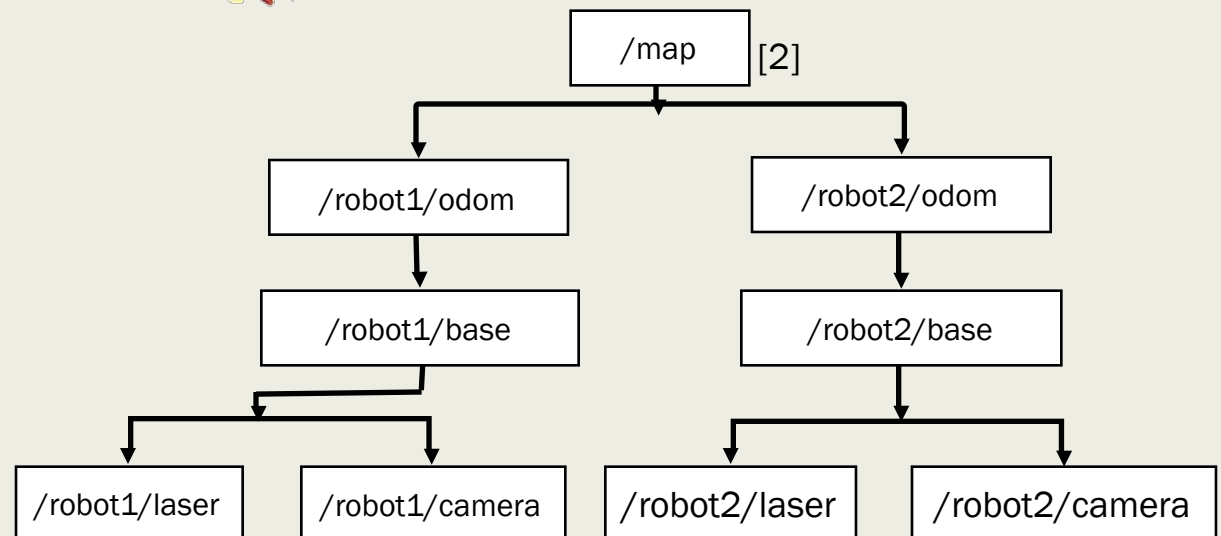 /map
[2]
/robot1/odom
/robot2/odom
/robot1/base
/robot2/base
/robot1/laser
/robot1/camera
/robot2/laser
/robot2/camera